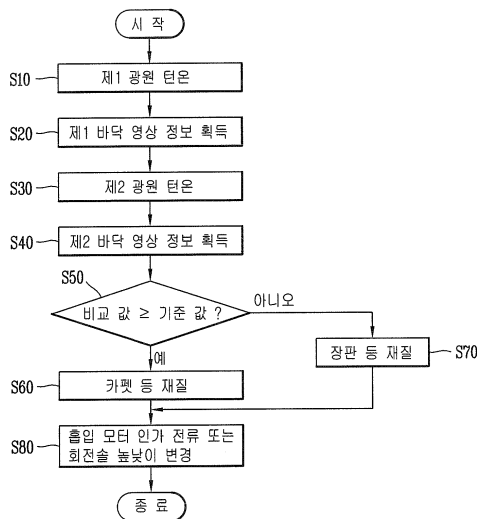 시 작
S10
제1 광원 턴온
S20
제1 바닥 영상 정보 획득
S30
제2 광원 턴온
S40
제2 바닥 영상 정보 획득
S50
비교 값 ≥ 기준 값 ?
아니오
예
장판 등 재질
S70
S60
카펫 등 재질
S80
흡입 모터 인가 전류 또는
회전솔 높낮이 변경
종 료